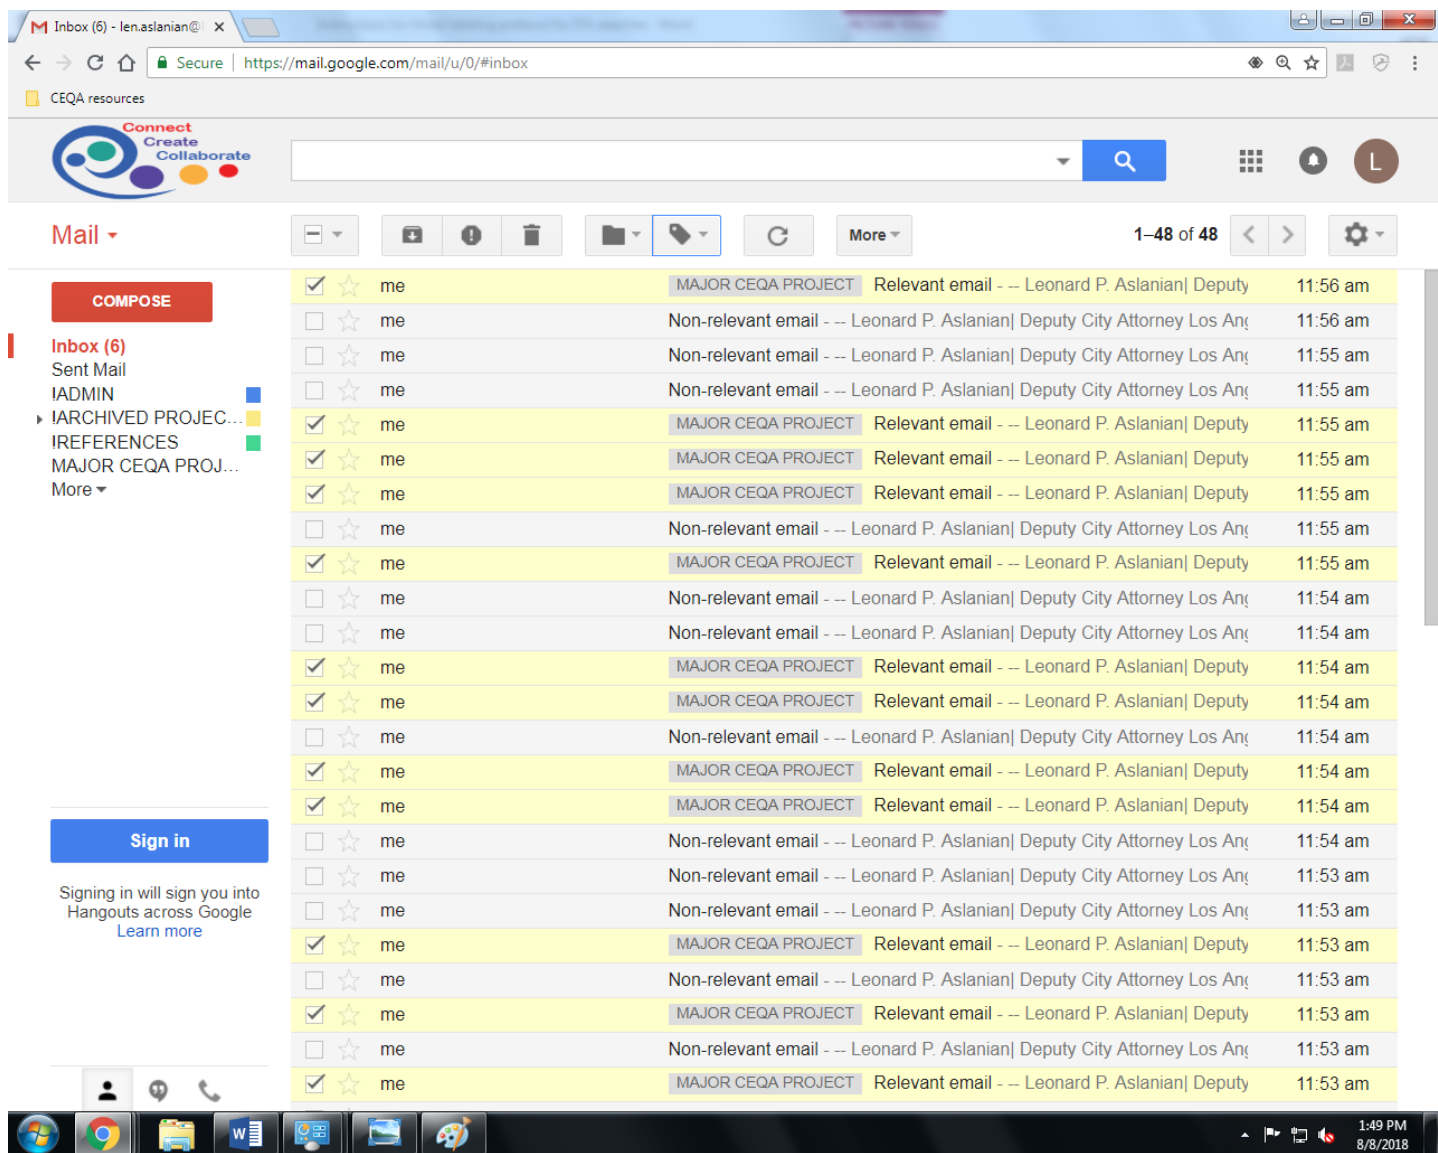 Inbox (6) - len.aslanian@
Secure https://mail.google.com/mail/u/0/#inbox
CEQA resources
Connect
Create
Collaborate
L
Mail
More
1–48 of 48
COMPOSE
Inbox (6)
Sent Mail
!ADMIN
!ARCHIVED PROJEC...
!REFERENCES
MAJOR CEQA PROJ...
More
me MAJOR CEQA PROJECT Relevant email - -- Leonard P. Aslanian| Deputy 11:56 am
me Non-relevant email - -- Leonard P. Aslanian| Deputy City Attorney Los Ang 11:56 am
me Non-relevant email - -- Leonard P. Aslanian| Deputy City Attorney Los Ang 11:55 am
me Non-relevant email - -- Leonard P. Aslanian| Deputy City Attorney Los Ang 11:55 am
me MAJOR CEQA PROJECT Relevant email - -- Leonard P. Aslanian| Deputy 11:55 am
me MAJOR CEQA PROJECT Relevant email - -- Leonard P. Aslanian| Deputy 11:55 am
me MAJOR CEQA PROJECT Relevant email - -- Leonard P. Aslanian| Deputy 11:55 am
me Non-relevant email - -- Leonard P. Aslanian| Deputy City Attorney Los Ang 11:55 am
me MAJOR CEQA PROJECT Relevant email - -- Leonard P. Aslanian| Deputy 11:55 am
me Non-relevant email - -- Leonard P. Aslanian| Deputy City Attorney Los Ang 11:54 am
me Non-relevant email - -- Leonard P. Aslanian| Deputy City Attorney Los Ang 11:54 am
me MAJOR CEQA PROJECT Relevant email - -- Leonard P. Aslanian| Deputy 11:54 am
me MAJOR CEQA PROJECT Relevant email - -- Leonard P. Aslanian| Deputy 11:54 am
me Non-relevant email - -- Leonard P. Aslanian| Deputy City Attorney Los Ang 11:54 am
me MAJOR CEQA PROJECT Relevant email - -- Leonard P. Aslanian| Deputy 11:54 am
me MAJOR CEQA PROJECT Relevant email - -- Leonard P. Aslanian| Deputy 11:54 am
me Non-relevant email - -- Leonard P. Aslanian| Deputy City Attorney Los Ang 11:54 am
me Non-relevant email - -- Leonard P. Aslanian| Deputy City Attorney Los Ang 11:53 am
me Non-relevant email - -- Leonard P. Aslanian| Deputy City Attorney Los Ang 11:53 am
me MAJOR CEQA PROJECT Relevant email - -- Leonard P. Aslanian| Deputy 11:53 am
me Non-relevant email - -- Leonard P. Aslanian| Deputy City Attorney Los Ang 11:53 am
me MAJOR CEQA PROJECT Relevant email - -- Leonard P. Aslanian| Deputy 11:53 am
me Non-relevant email - -- Leonard P. Aslanian| Deputy City Attorney Los Ang 11:53 am
me MAJOR CEQA PROJECT Relevant email - -- Leonard P. Aslanian| Deputy 11:53 am
Sign in
Signing in will sign you into
Hangouts across Google
Learn more
1:49 PM
8/8/2018